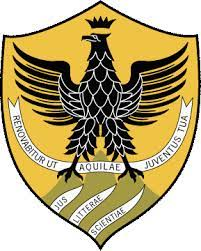 RENOVABITUR UT AQUILAE JUVENTUS TUA
JUS
LITTERAE
SCIENTIAE